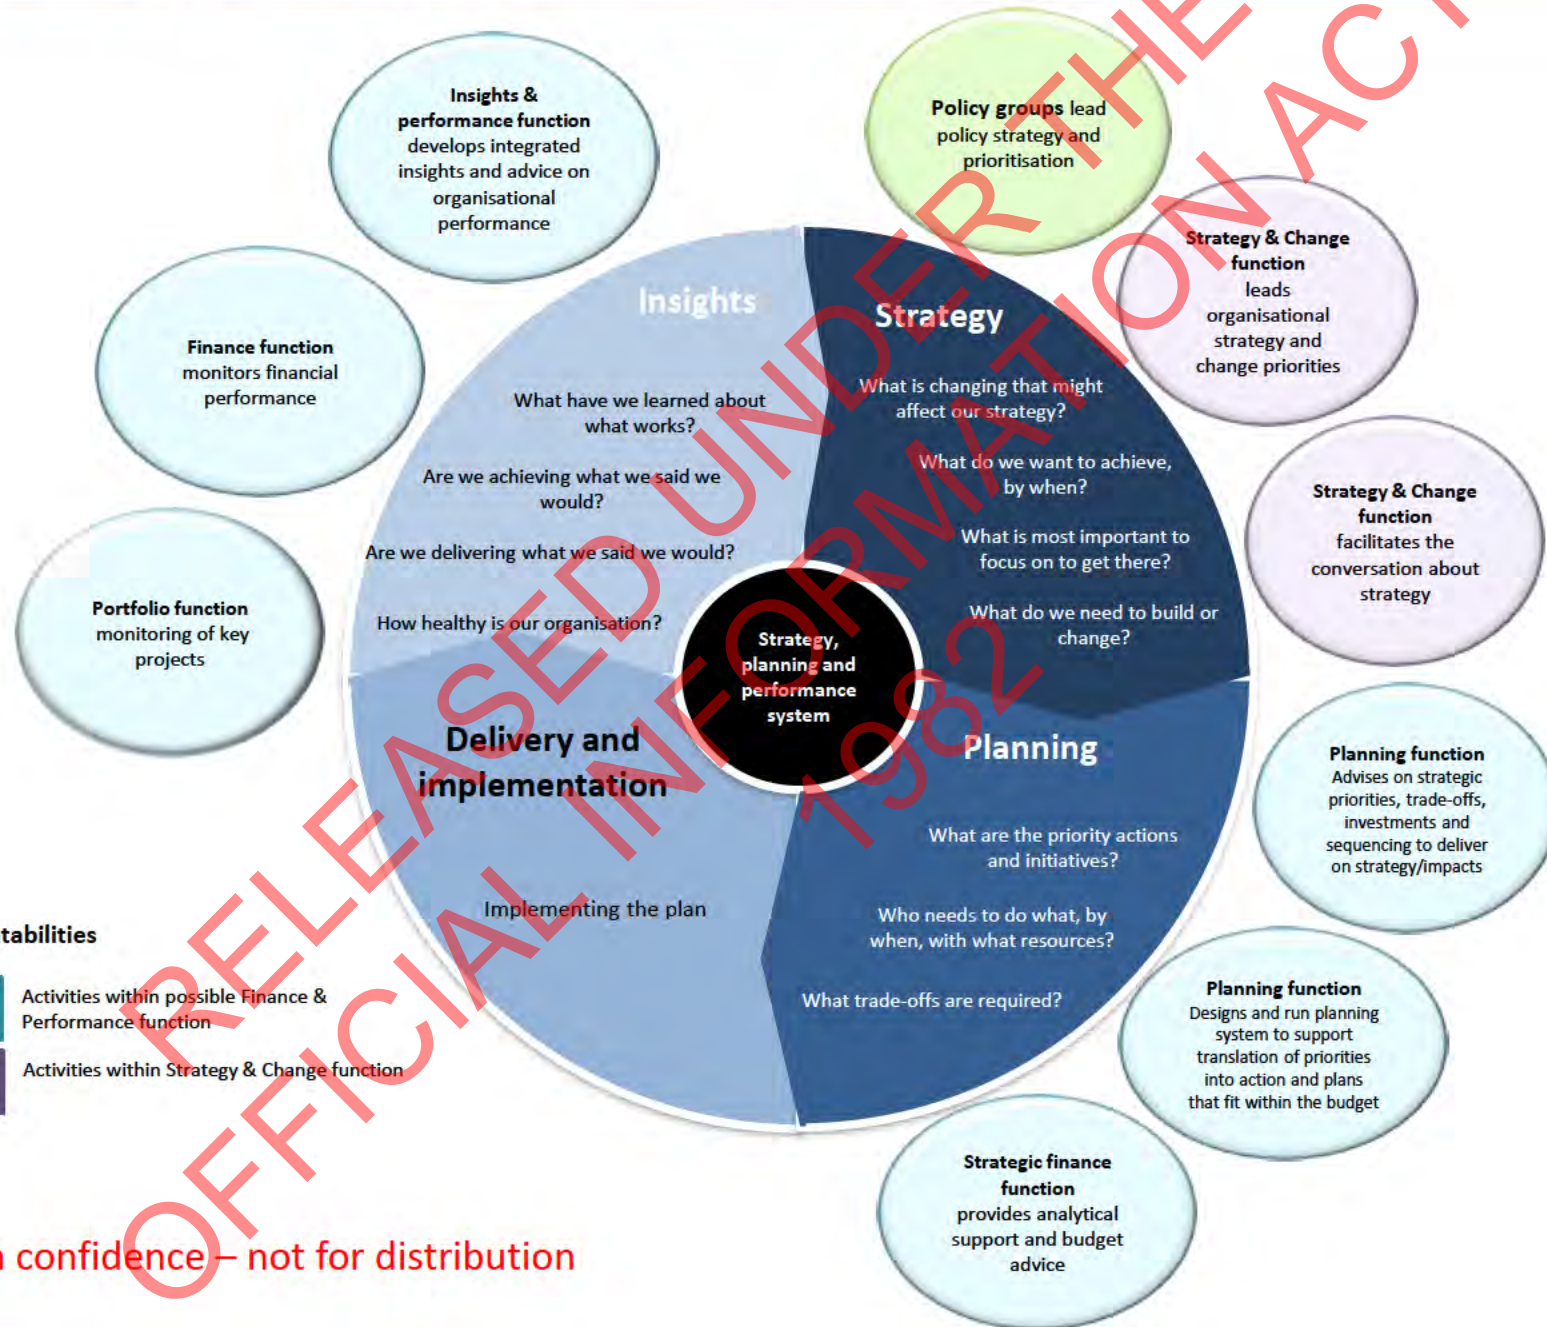 Insights &
performance function
develops integrated
insights and advice on
organisational
performance
Policy groups lead
policy strategy and
prioritisation
Strategy & Change
function
leads
organisational
strategy and
change priorities
Finance function
monitors financial
performance
Strategy & Change
function
facilitates the
conversation about
strategy
Portfolio function
monitoring of key
projects
Insights
What have we learned about
what works?
Are we achieving what we said we
would?
Are we delivering what we said we would?
How healthy is our organisation?
Strategy
What is changing that might
affect our strategy?
What do we want to achieve,
by when?
What is most important to
focus on to get there?
What do we need to build or
change?
Strategy,
planning and
performance
system
Delivery and
implementation
Implementing the plan
Planning
What are the priority actions
and initiatives?
Who needs to do what, by
when, with what resources?
What trade-offs are required?
Planning function
Advises on strategic
priorities, trade-offs,
investments and
sequencing to deliver
on strategy/impacts
Planning function
Designs and run planning
system to support
translation of priorities
into action and plans
that fit within the budget
Strategic finance
function
provides analytical
support and budget
advice
tabilities
Activities within possible Finance &
Performance function
Activities within Strategy & Change function
confidence – not for distribution
RELEASED UNDER THE
OFFICIAL INFORMATION ACT
1982